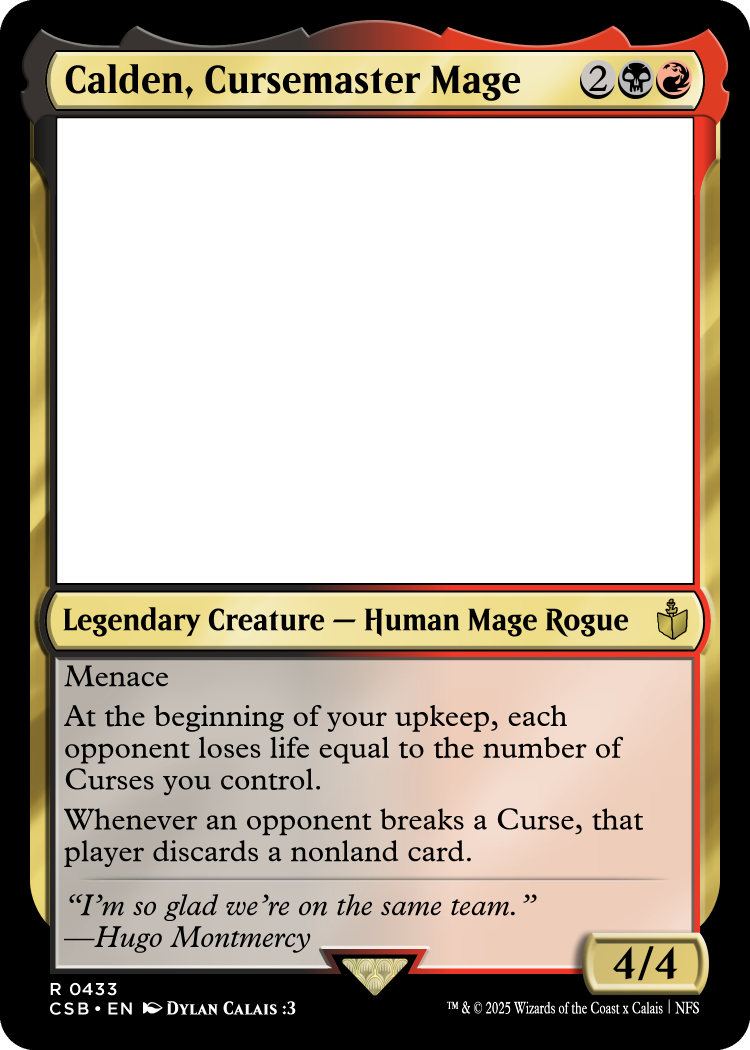 Calden, Cursemaster Mage 2
Legendary Creature — Human Mage Rogue
Menace
At the beginning of your upkeep, each
opponent loses life equal to the number of
Curses you control.
Whenever an opponent breaks a Curse, that
player discards a nonland card.
“I’m so glad we’re on the same team.”
—Hugo Montmercy
4/4
R 0433
CSB • EN Dylan Calais :3
™ & © 2025 Wizards of the Coast x Calais | NFS